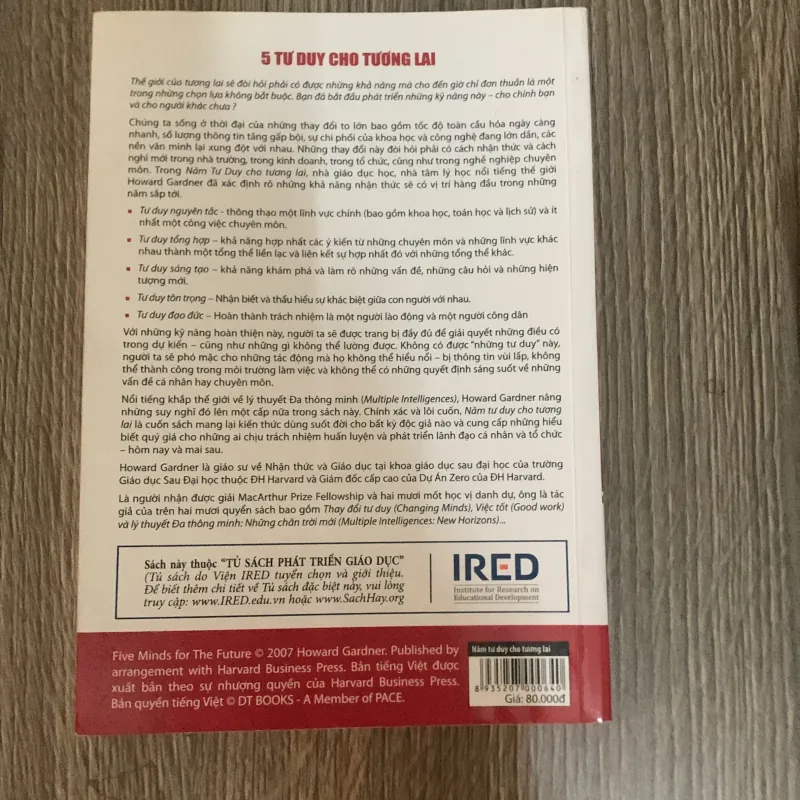 5 TƯ DUY CHO TƯƠNG LAI
Thế giới của tương lai sẽ đòi hỏi phải có được những khả năng mà cho đến giờ chỉ đơn thuần là một
trong những chọn lựa không bắt buộc. Bạn đã bắt đầu phát triển những kỹ năng này – cho chính bạn
và cho người khác chưa ?
Chúng ta sống ở thời đại của những thay đổi to lớn bao gồm tốc độ toàn cầu hóa ngày càng
nhanh, số lượng thông tin tăng gấp bội, sự chi phối của khoa học và công nghệ đang lớn dần, các
nền văn minh lại xung đột với nhau. Những thay đổi này đòi hỏi phải có cách nhận thức và cách
nghĩ mới trong nhà trường, trong kinh doanh, trong tổ chức, cũng như trong nghề nghiệp chuyên
môn. Trong Năm Tư Duy cho tương lai, nhà giáo dục học, nhà tâm lý học nổi tiếng thế giới
Howard Gardner đã xác định rõ những khả năng nhận thức sẽ có vị trí hàng đầu trong những
năm sắp tới.
▪ Tư duy nguyên tắc - thông thạo một lĩnh vực chính (bao gồm khoa học, toán học và lịch sử) và ít
nhất một công việc chuyên môn.
▪ Tư duy tổng hợp – khả năng hợp nhất các ý kiến từ những chuyên môn và những lĩnh vực khác
nhau thành một tổng thể liền lạc và liên kết sự hợp nhất đó với những tổng thể khác.
▪ Tư duy sáng tạo – khả năng khám phá và làm rõ những vấn đề, những câu hỏi và những hiện
tượng mới.
▪ Tư duy tôn trọng – Nhận biết và thấu hiểu sự khác biệt giữa con người với nhau.
▪ Tư duy đạo đức – Hoàn thành trách nhiệm là một người lao động và một người công dân
Với những kỹ năng hoàn thiện này, người ta sẽ được trang bị đầy đủ để giải quyết những điều có
trong dự kiến – cũng như những gì không thể lường được. Không có được "những tư duy" này,
người ta sẽ phó mặc cho những tác động mà họ không thể hiểu nổi – bị thông tin vùi lấp, không
thể thành công trong môi trường làm việc và không thể có những quyết định sáng suốt về những
vấn đề cá nhân hay chuyên môn.
Nổi tiếng khắp thế giới về lý thuyết Đa thông minh (Multiple Intelligences), Howard Gardner nâng
những suy nghĩ đó lên một cấp nữa trong sách này. Chính xác và lôi cuốn, Năm tư duy cho tương
lai là cuốn sách mang lại kiến thức dùng suốt đời cho bất kỳ độc giả nào và cung cấp những hiểu
biết quý giá cho những ai chịu trách nhiệm huấn luyện và phát triển lãnh đạo cá nhân và tổ chức
– hôm nay và mai sau.
Howard Gardner là giáo sư về Nhận thức và Giáo dục tại khoa giáo dục sau đại học của trường
Giáo dục Sau Đại học thuộc ĐH Harvard và Giám đốc cấp cao của Dự Án Zero của ĐH Harvard.
Là người nhận được giải MacArthur Prize Fellowship và hai mươi mốt học vị danh dự, ông là tác
giả của trên hai mươi quyển sách bao gồm Thay đổi tư duy (Changing Minds), Việc tốt (Good work)
và lý thuyết Đa thông minh: Những chân trời mới (Multiple Intelligences: New Horizons)...
Sách này thuộc "TỦ SÁCH PHÁT TRIỂN GIÁO DỤC"
(Tủ sách do Viện IRED tuyển chọn và giới thiệu.
Để biết thêm chi tiết về Tủ sách đặc biệt này, vui lòng
truy cập: www.IRED.edu.vn hoặc www.SachHay.org
IRED
Institute for Research on
Educational Development
Five Minds for The Future © 2007 Howard Gardner. Published by
arrangement with Harvard Business Press. Bản tiếng Việt được
xuất bản theo sự nhượng quyền của Harvard Business Press.
Bản quyền tiếng Việt © DT BOOKS - A Member of PACE.
Năm tư duy cho tương lai
8 935207 000640
Giá: 80.000đ